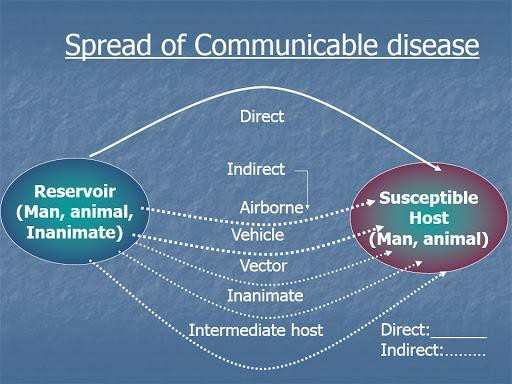 Spread of Communicable disease
Direct
Indirect
Reservoir
(Man, animal,
Inanimate)
Airborne
Vehicle
Vector
Inanimate
Intermediate host
Susceptible
Host
(Man, animal)
Direct:_______
Indirect:.........